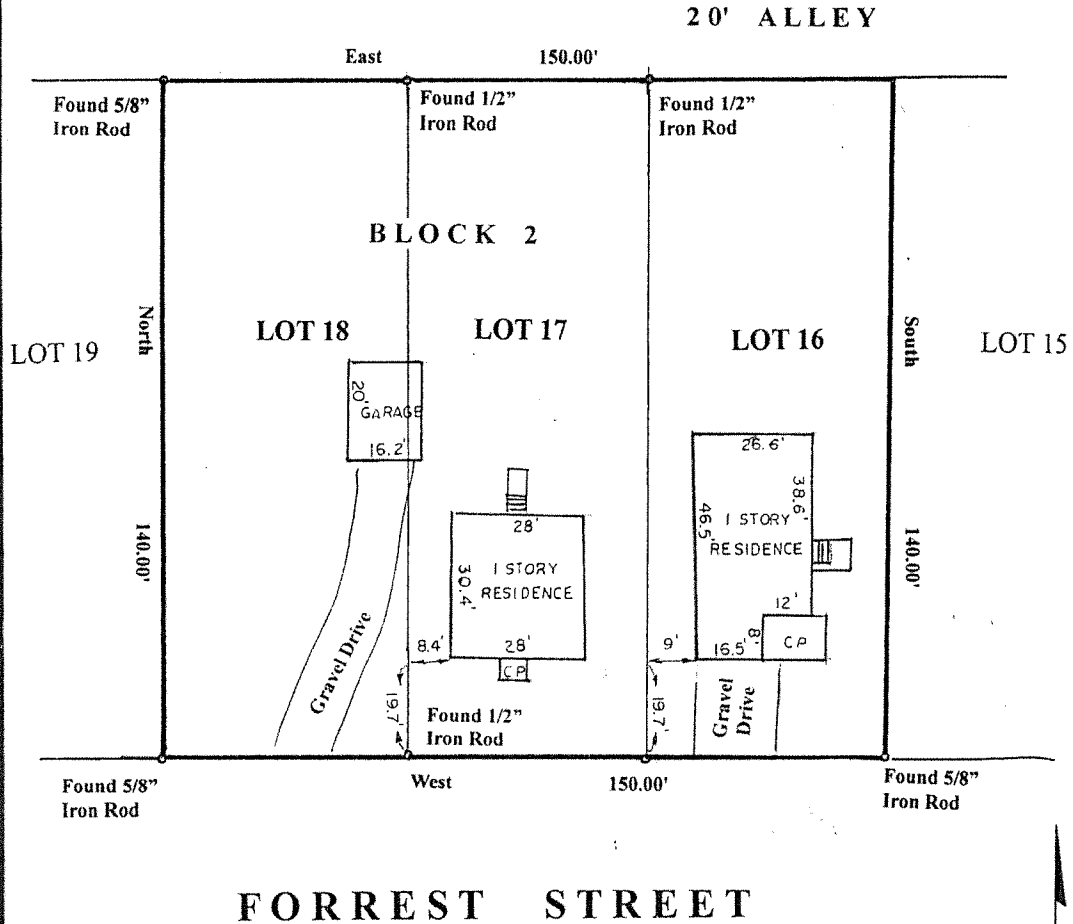 20' ALLEY
East 150.00'
Found 5/8"
Iron Rod
Found 1/2"
Iron Rod
Found 1/2"
Iron Rod
BLOCK 2
LOT 19
North
LOT 18
LOT 17
LOT 16
South
LOT 15
20'
GARAGE
16.2'
26.6'
38.6'
46.5'
1 STORY
RESIDENCE
12'
8'
CP
16.5'
28'
1 STORY
RESIDENCE
30.4'
28'
CP
140.00'
140.00'
Gravel Drive
8.4'
9'
19.7'
19.7'
Gravel
Drive
Found 1/2"
Iron Rod
Found 5/8"
Iron Rod
West 150.00'
Found 5/8"
Iron Rod
FORREST STREET